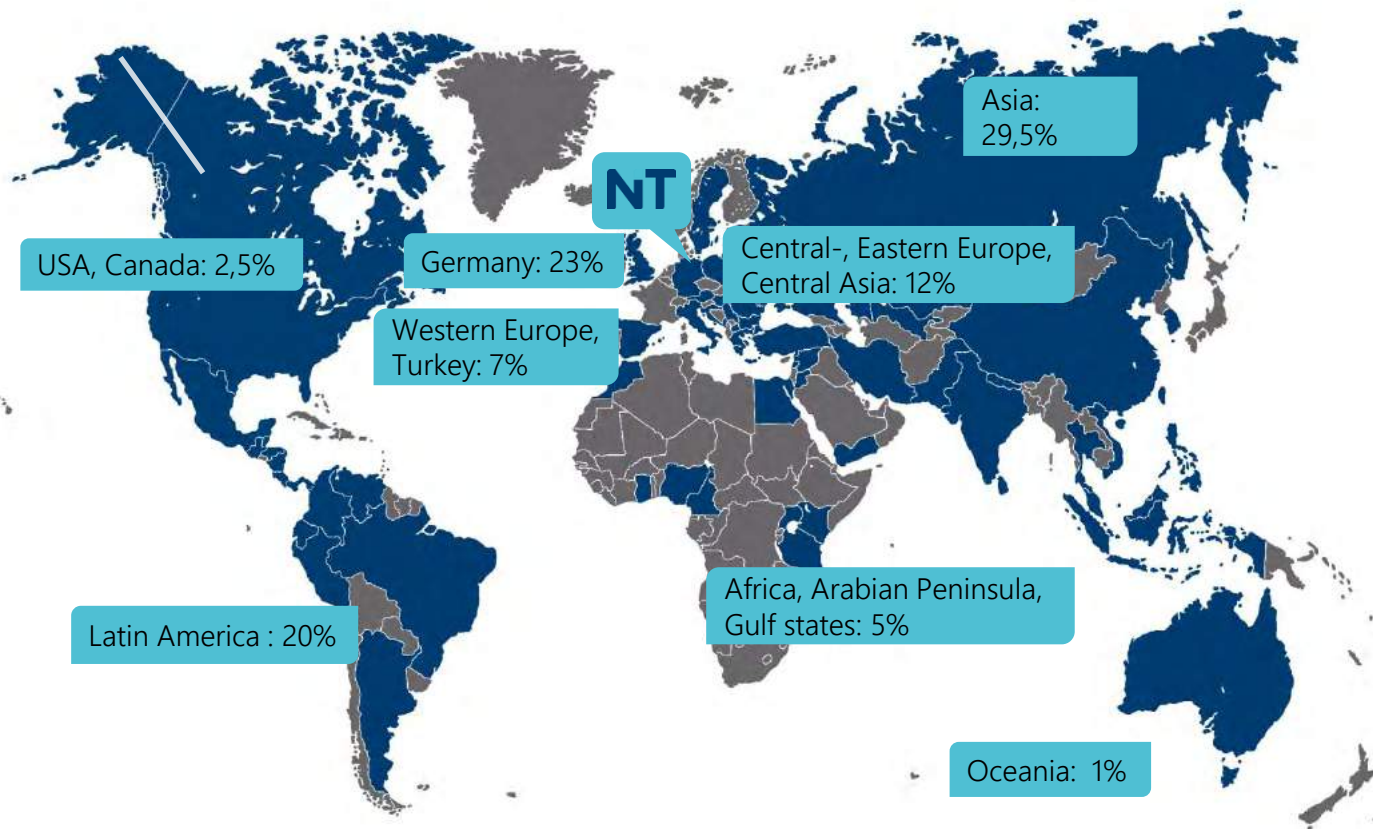 Asia:
29,5%
NT
USA, Canada: 2,5%
Germany: 23%
Central-, Eastern Europe,
Central Asia: 12%
Western Europe,
Turkey: 7%
Africa, Arabian Peninsula,
Gulf states: 5%
Latin America : 20%
Oceania: 1%